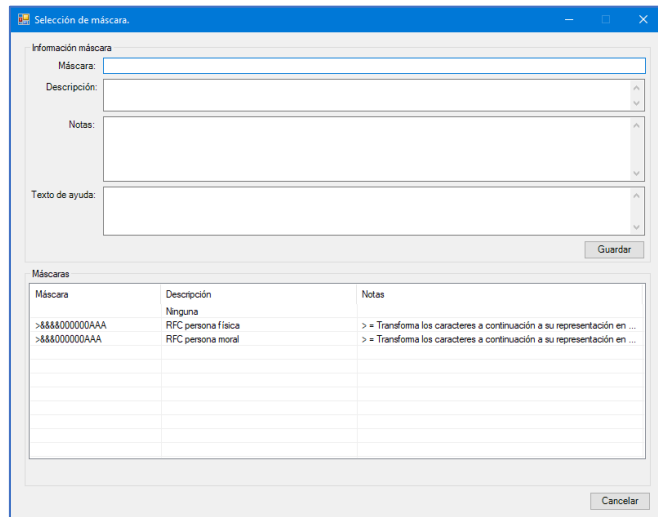 Selección de máscara.
Información máscara
Máscara:
Descripción:
Notas:
Texto de ayuda:
Guardar
Máscaras
Máscara Descripción Notas
Ninguna
>&&&&000000AAA RFC persona física > = Transforma los caracteres a continuación a su representación en ...
>&&&000000AAA RFC persona moral > = Transforma los caracteres a continuación a su representación en ...
Cancelar